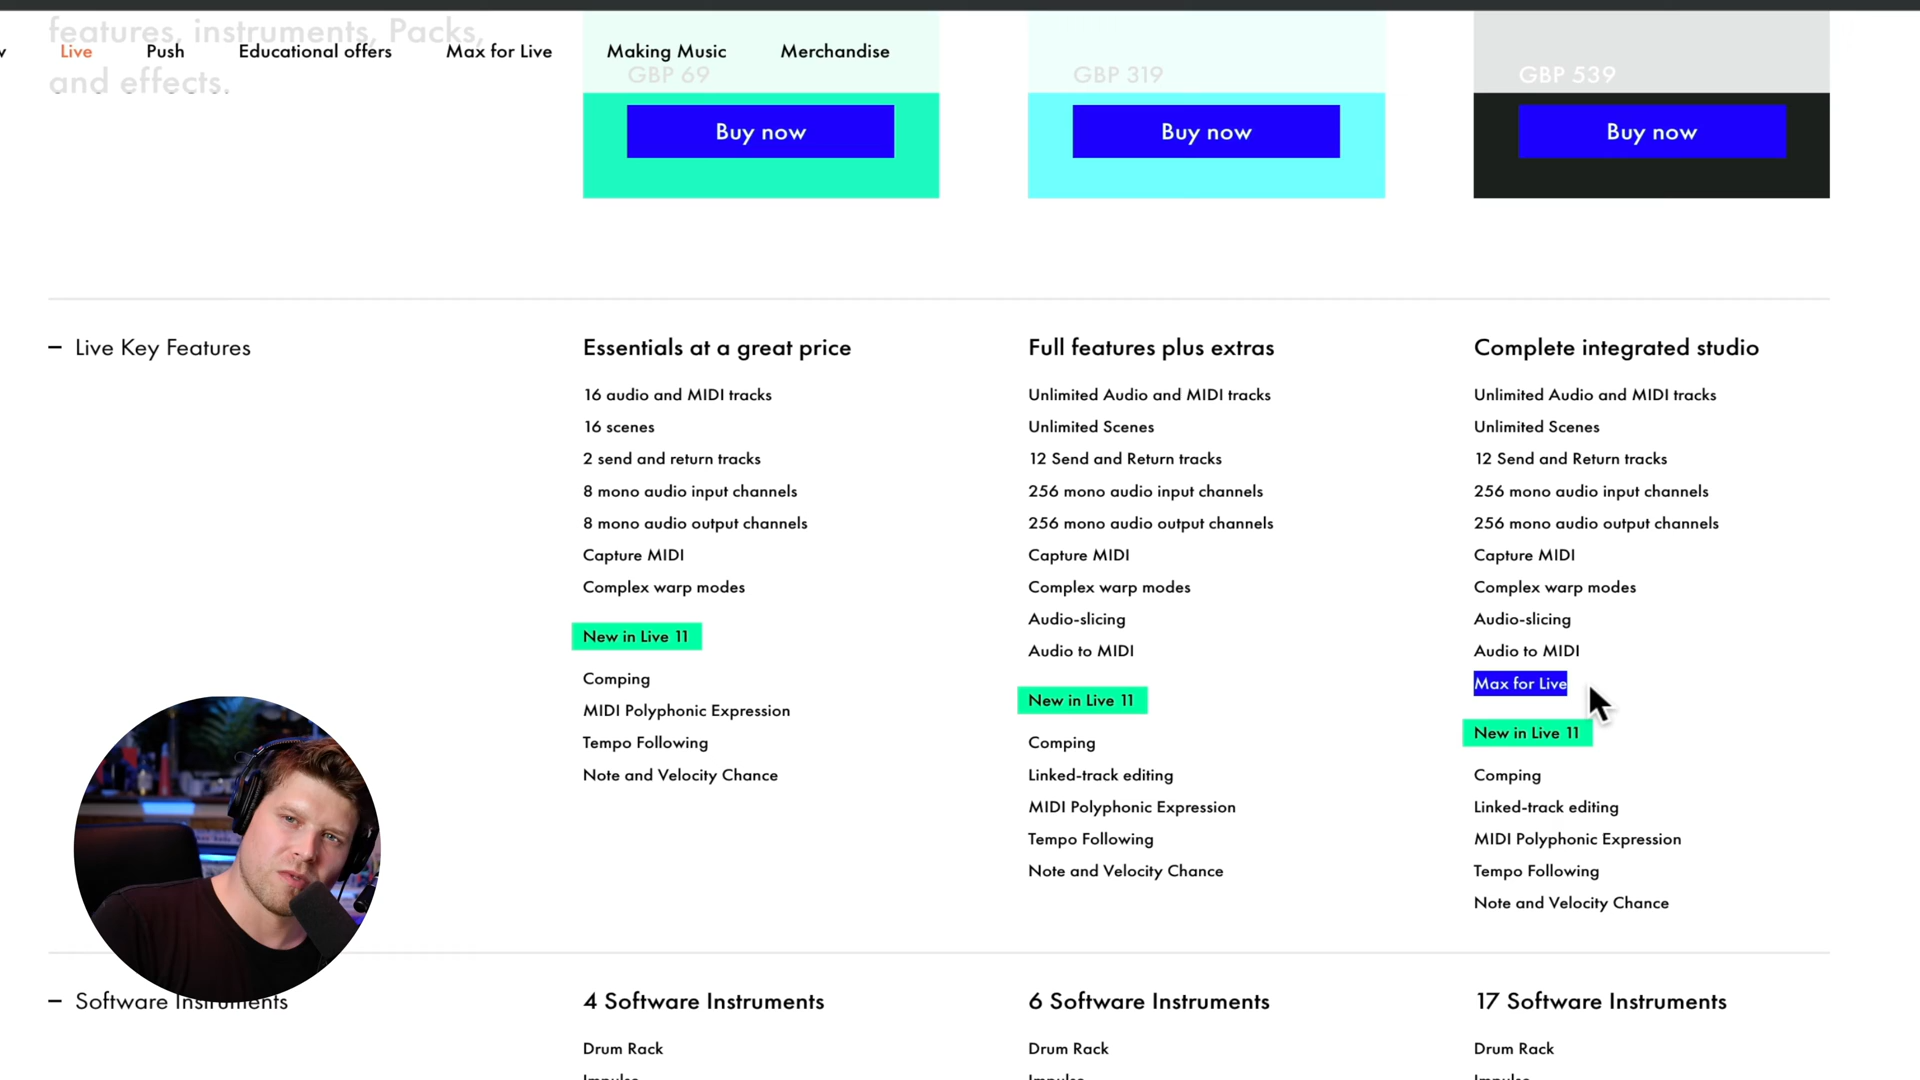 features, instruments, Packs,
and effects.
Live Push Educational offers Max for Live Making Music Merchandise
GBP 69
GBP 319
GBP 539
Buy now
Buy now
Buy now
– Live Key Features
Essentials at a great price
16 audio and MIDI tracks
16 scenes
2 send and return tracks
8 mono audio input channels
8 mono audio output channels
Capture MIDI
Complex warp modes
New in Live 11
Comping
MIDI Polyphonic Expression
Tempo Following
Note and Velocity Chance
Full features plus extras
Unlimited Audio and MIDI tracks
Unlimited Scenes
12 Send and Return tracks
256 mono audio input channels
256 mono audio output channels
Capture MIDI
Complex warp modes
Audio-slicing
Audio to MIDI
New in Live 11
Comping
Linked-track editing
MIDI Polyphonic Expression
Tempo Following
Note and Velocity Chance
Complete integrated studio
Unlimited Audio and MIDI tracks
Unlimited Scenes
12 Send and Return tracks
256 mono audio input channels
256 mono audio output channels
Capture MIDI
Complex warp modes
Audio-slicing
Audio to MIDI
Max for Live
New in Live 11
Comping
Linked-track editing
MIDI Polyphonic Expression
Tempo Following
Note and Velocity Chance
– Software Instruments
4 Software Instruments
Drum Rack
6 Software Instruments
Drum Rack
17 Software Instruments
Drum Rack